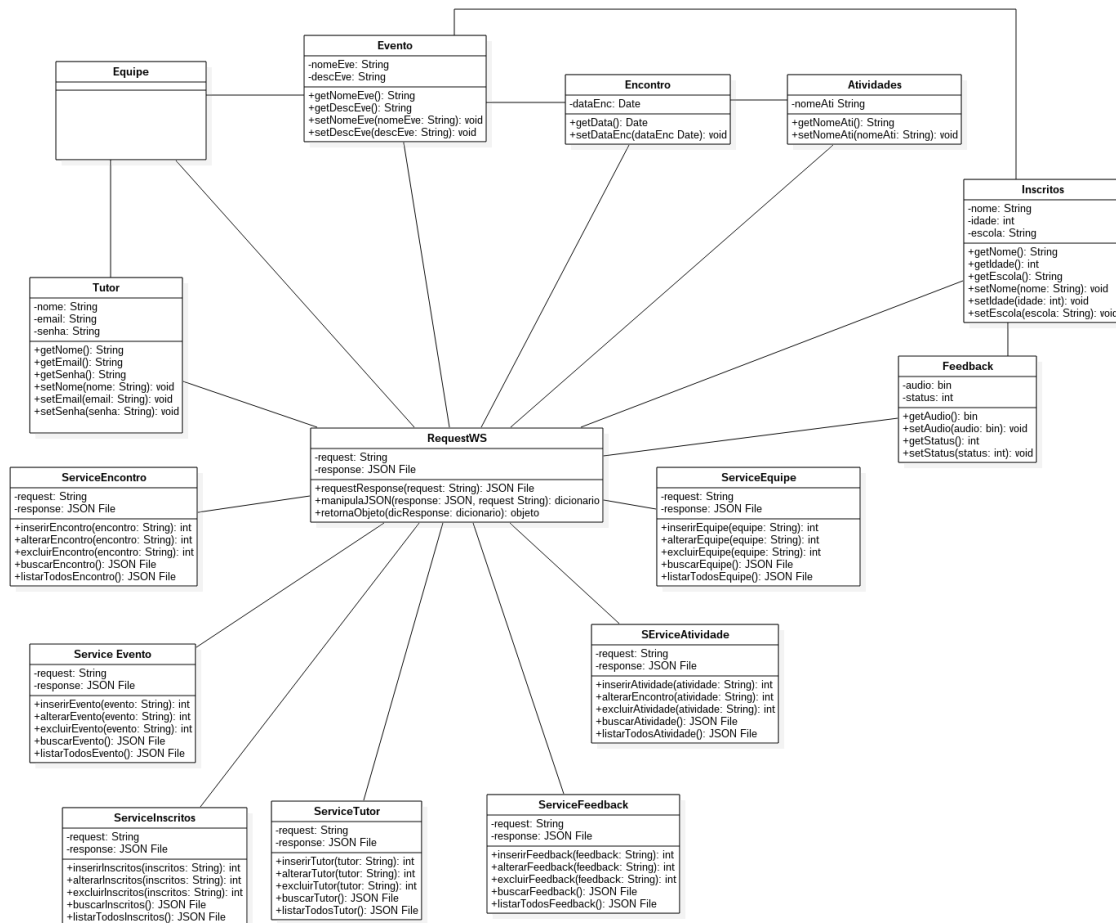 Evento
-nomeEve: String
-descEve: String
+getNomeEve(): String
+getDescEve(): String
+setNomeEve(nomeEve: String): void
+setDescEve(descEve: String): void
Equipe
Encontro
-dataEnc: Date
+getData(): Date
+setDataEnc(dataEnc Date): void
Atividades
-nomeAti String
+getNomeAti(): String
+setNomeAti(nomeAti: String): void
Inscritos
-nome: String
-idade: int
-escola: String
+getNome(): String
+getIdade(): int
+getEscola(): String
+setNome(nome: String): void
+setIdade(idade: int): void
+setEscola(escola: String): void
Tutor
-nome: String
-email: String
-senha: String
+getNome(): String
+getEmail(): String
+getSenha(): String
+setNome(nome: String): void
+setEmail(email: String): void
+setSenha(senha: String): void
Feedback
-audio: bin
-status: int
+getAudio(): bin
+setAudio(audio: bin): void
+getStatus(): int
+setStatus(status: int): void
RequestWS
-request: String
-response: JSON File
+requestResponse(request: String): JSON File
+manipulaJSON(response: JSON, request String): dicionario
+retornaObjeto(dicResponse: dicionario): objeto
ServiceEncontro
-request: String
-response: JSON File
+inserirEncontro(encontro: String): int
+alterarEncontro(encontro: String): int
+excluirEncontro(encontro: String): int
+buscarEncontro(): JSON File
+listarTodosEncontro(): JSON File
ServiceEquipe
-request: String
-response: JSON File
+inserirEquipe(equipe: String): int
+alterarEquipe(equipe: String): int
+excluirEquipe(equipe: String): int
+buscarEquipe(): JSON File
+listarTodosEquipe(): JSON File
Service Evento
-request: String
-response: JSON File
+inserirEvento(evento: String): int
+alterarEvento(evento: String): int
+excluirEvento(evento: String): int
+buscarEvento(): JSON File
+listarTodosEvento(): JSON File
SErviceAtividade
-request: String
-response: JSON File
+inserirAtividade(atividade: String): int
+alterarEncontro(atividade: String): int
+excluirAtividade(atividade: String): int
+buscarAtividade(): JSON File
+listarTodosAtividade(): JSON File
ServiceInscritos
-request: String
-response: JSON File
+inserirInscritos(inscritos: String): int
+alterarInscritos(inscritos: String): int
+excluirInscritos(inscritos: String): int
+buscarInscritos(): JSON File
+listarTodosInscritos(): JSON File
ServiceTutor
-request: String
-response: JSON File
+inserirTutor(tutor: String): int
+alterarTutor(tutor: String): int
+excluirTutor(tutor: String): int
+buscarTutor(): JSON File
+listarTodosTutor(): JSON File
ServiceFeedback
-request: String
-response: JSON File
+inserirFeedback(feedback: String): int
+alterarFeedback(feedback: String): int
+excluirFeedback(feedback: String): int
+buscarFeedback(): JSON File
+listarTodosFeedback(): JSON File